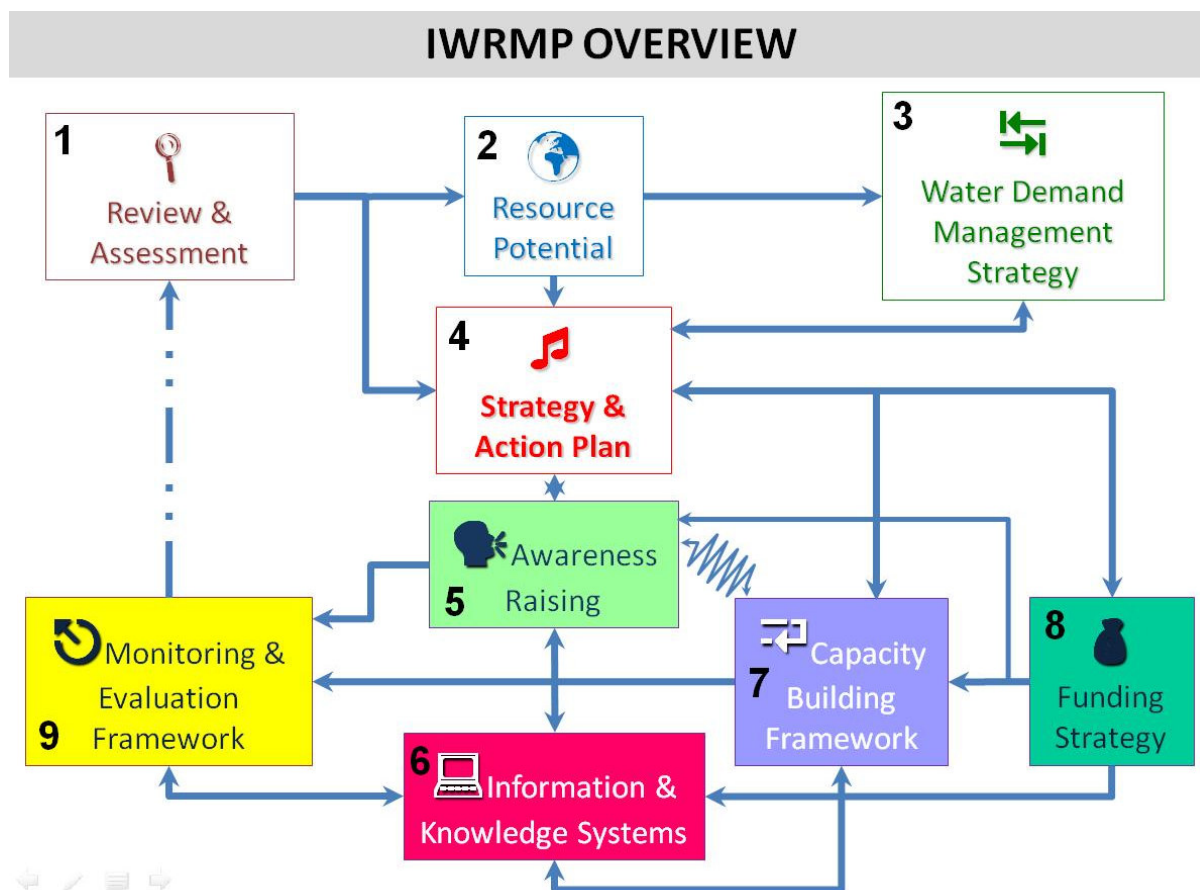 IWRMP OVERVIEW
1
Review &
Assessment
2
Resource
Potential
3
Water Demand
Management
Strategy
4
Strategy &
Action Plan
Awareness
5
Raising
Monitoring &
Evaluation
9
Framework
6
Information &
Knowledge Systems
Capacity
7
Building
Framework
8
Funding
Strategy